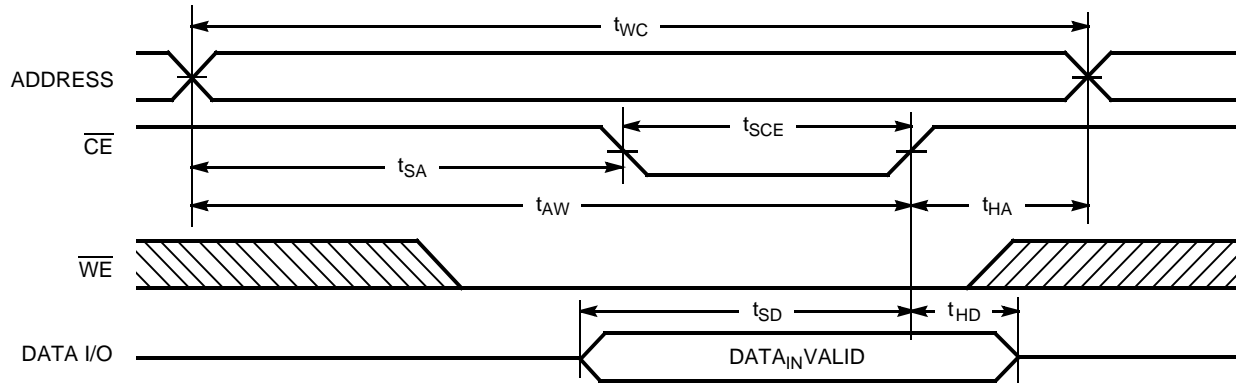 tWC
ADDRESS
CE
tSCE
tSA
tAW
tHA
WE
tSD
tHD
DATA I/O
DATAINVALID